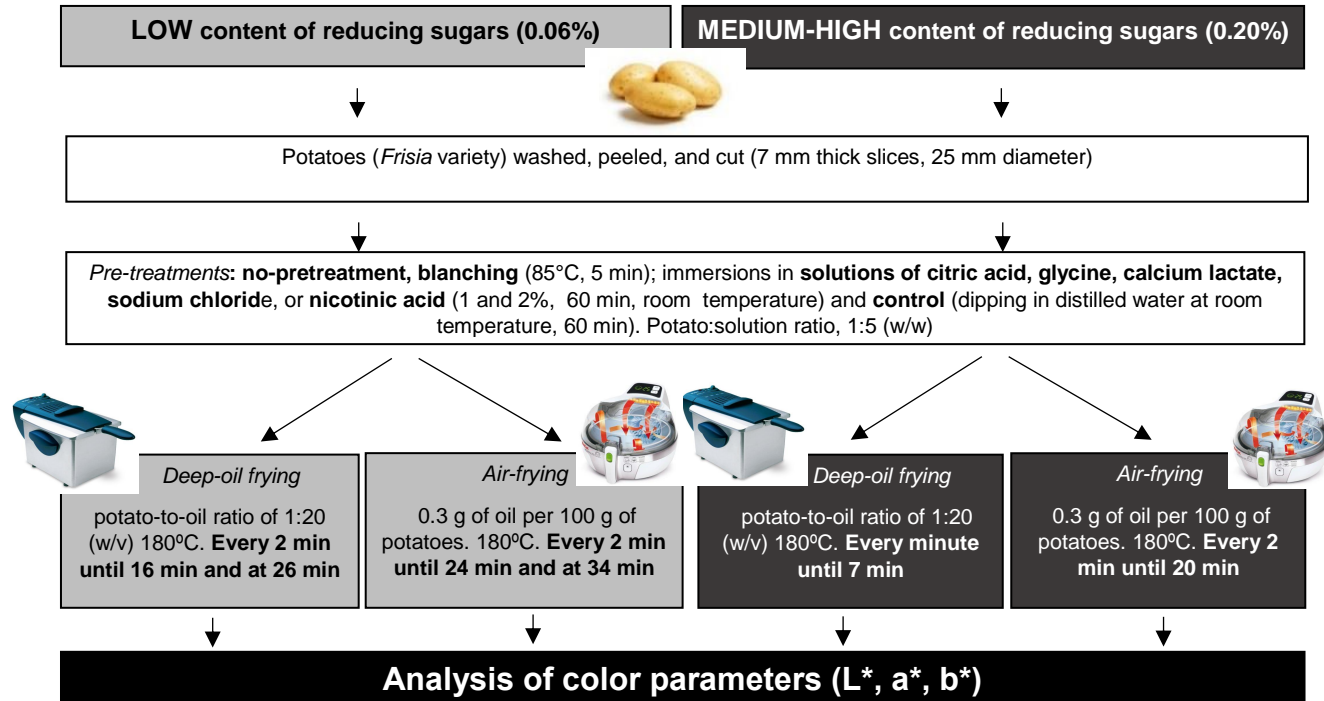 LOW content of reducing sugars (0.06%)
MEDIUM-HIGH content of reducing sugars (0.20%)
Potatoes (Frisia variety) washed, peeled, and cut (7 mm thick slices, 25 mm diameter)
Pre-treatments: no-pretreatment, blanching (85°C, 5 min); immersions in solutions of citric acid, glycine, calcium lactate,
sodium chloride, or nicotinic acid (1 and 2%, 60 min, room temperature) and control (dipping in distilled water at room
temperature, 60 min). Potato:solution ratio, 1:5 (w/w)
Deep-oil frying
potato-to-oil ratio of 1:20
(w/v) 180ºC. Every 2 min
until 16 min and at 26 min
Air-frying
0.3 g of oil per 100 g of
potatoes. 180ºC. Every 2 min
until 24 min and at 34 min
Deep-oil frying
potato-to-oil ratio of 1:20
(w/v) 180ºC. Every minute
until 7 min
Air-frying
0.3 g of oil per 100 g of
potatoes. 180ºC. Every 2
min until 20 min
Analysis of color parameters (L*, a*, b*)